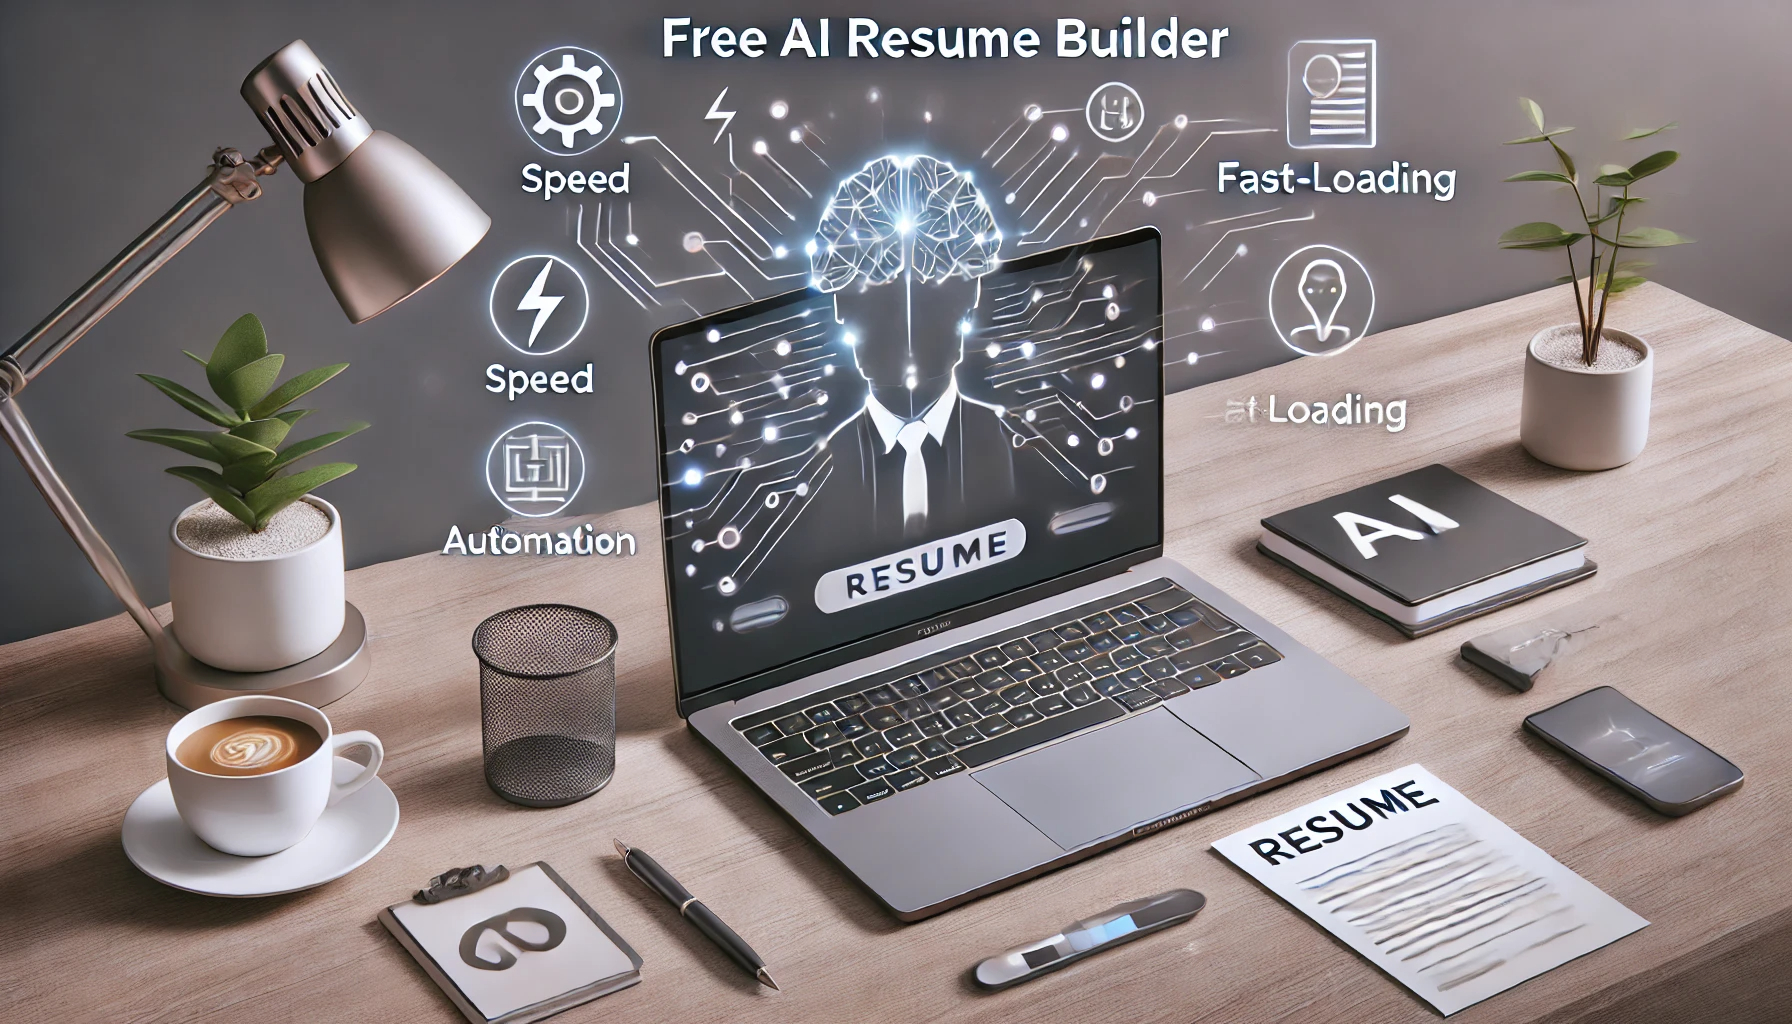 Free AI Resume Builder
Speed
Fast-Loading
Speed
Loading
Automation
RESUME
AI
RESUME